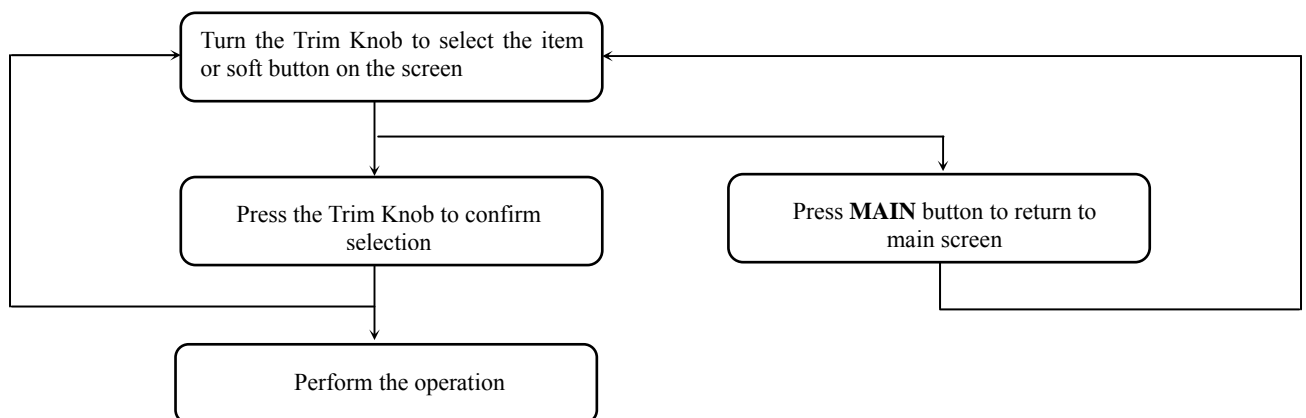 Turn the Trim Knob to select the item
or soft button on the screen
Press the Trim Knob to confirm
selection
Press MAIN button to return to
main screen
Perform the operation